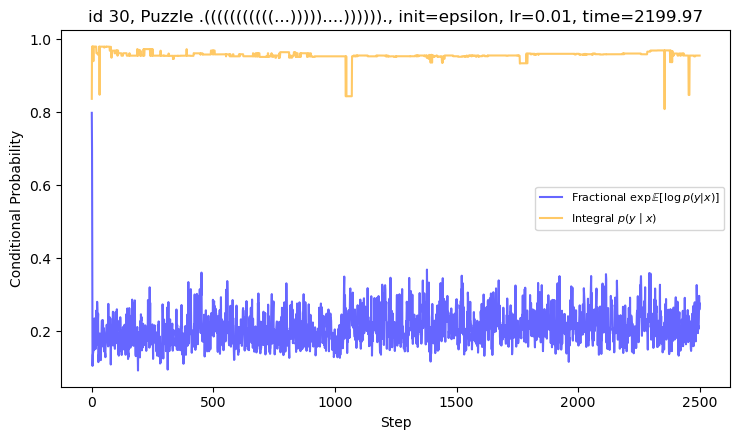 id 30, Puzzle .(((((((((((...)))))....))))))., init=epsilon, lr=0.01, time=2199.97
1.0
0.8
0.6
0.4
0.2
Conditional Probability
Fractional exp𝔼[log p(y|x)]
Integral p(y | x)
0 500 1000 1500 2000 2500
Step